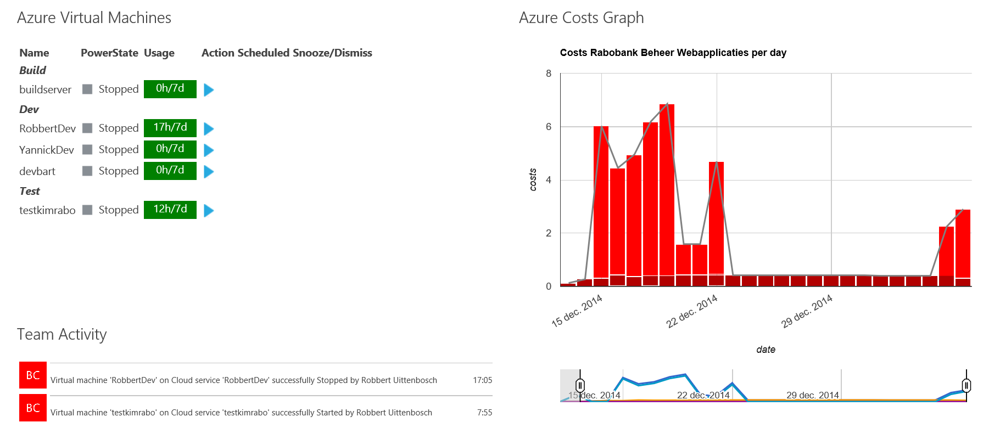 Azure Virtual Machines
Name PowerState Usage Action Scheduled Snooze/Dismiss
Build
buildserver Stopped 0h/7d
Dev
RobbertDev Stopped 17h/7d
YannickDev Stopped 0h/7d
devbart Stopped 0h/7d
Test
testkimrabo Stopped 12h/7d
Team Activity
BC Virtual machine 'RobbertDev' on Cloud service 'RobbertDev' successfully Stopped by Robbert Uittenbosch 17:05
BC Virtual machine 'testkimrabo' on Cloud service 'testkimrabo' successfully Started by Robbert Uittenbosch 7:55
Azure Costs Graph
Costs Rabobank Beheer Webapplicaties per day
8
6
4
2
0
costs
15 dec. 2014 22 dec. 2014 29 dec. 2014
date
15 dec. 2014 22 dec. 2014 29 dec. 2014